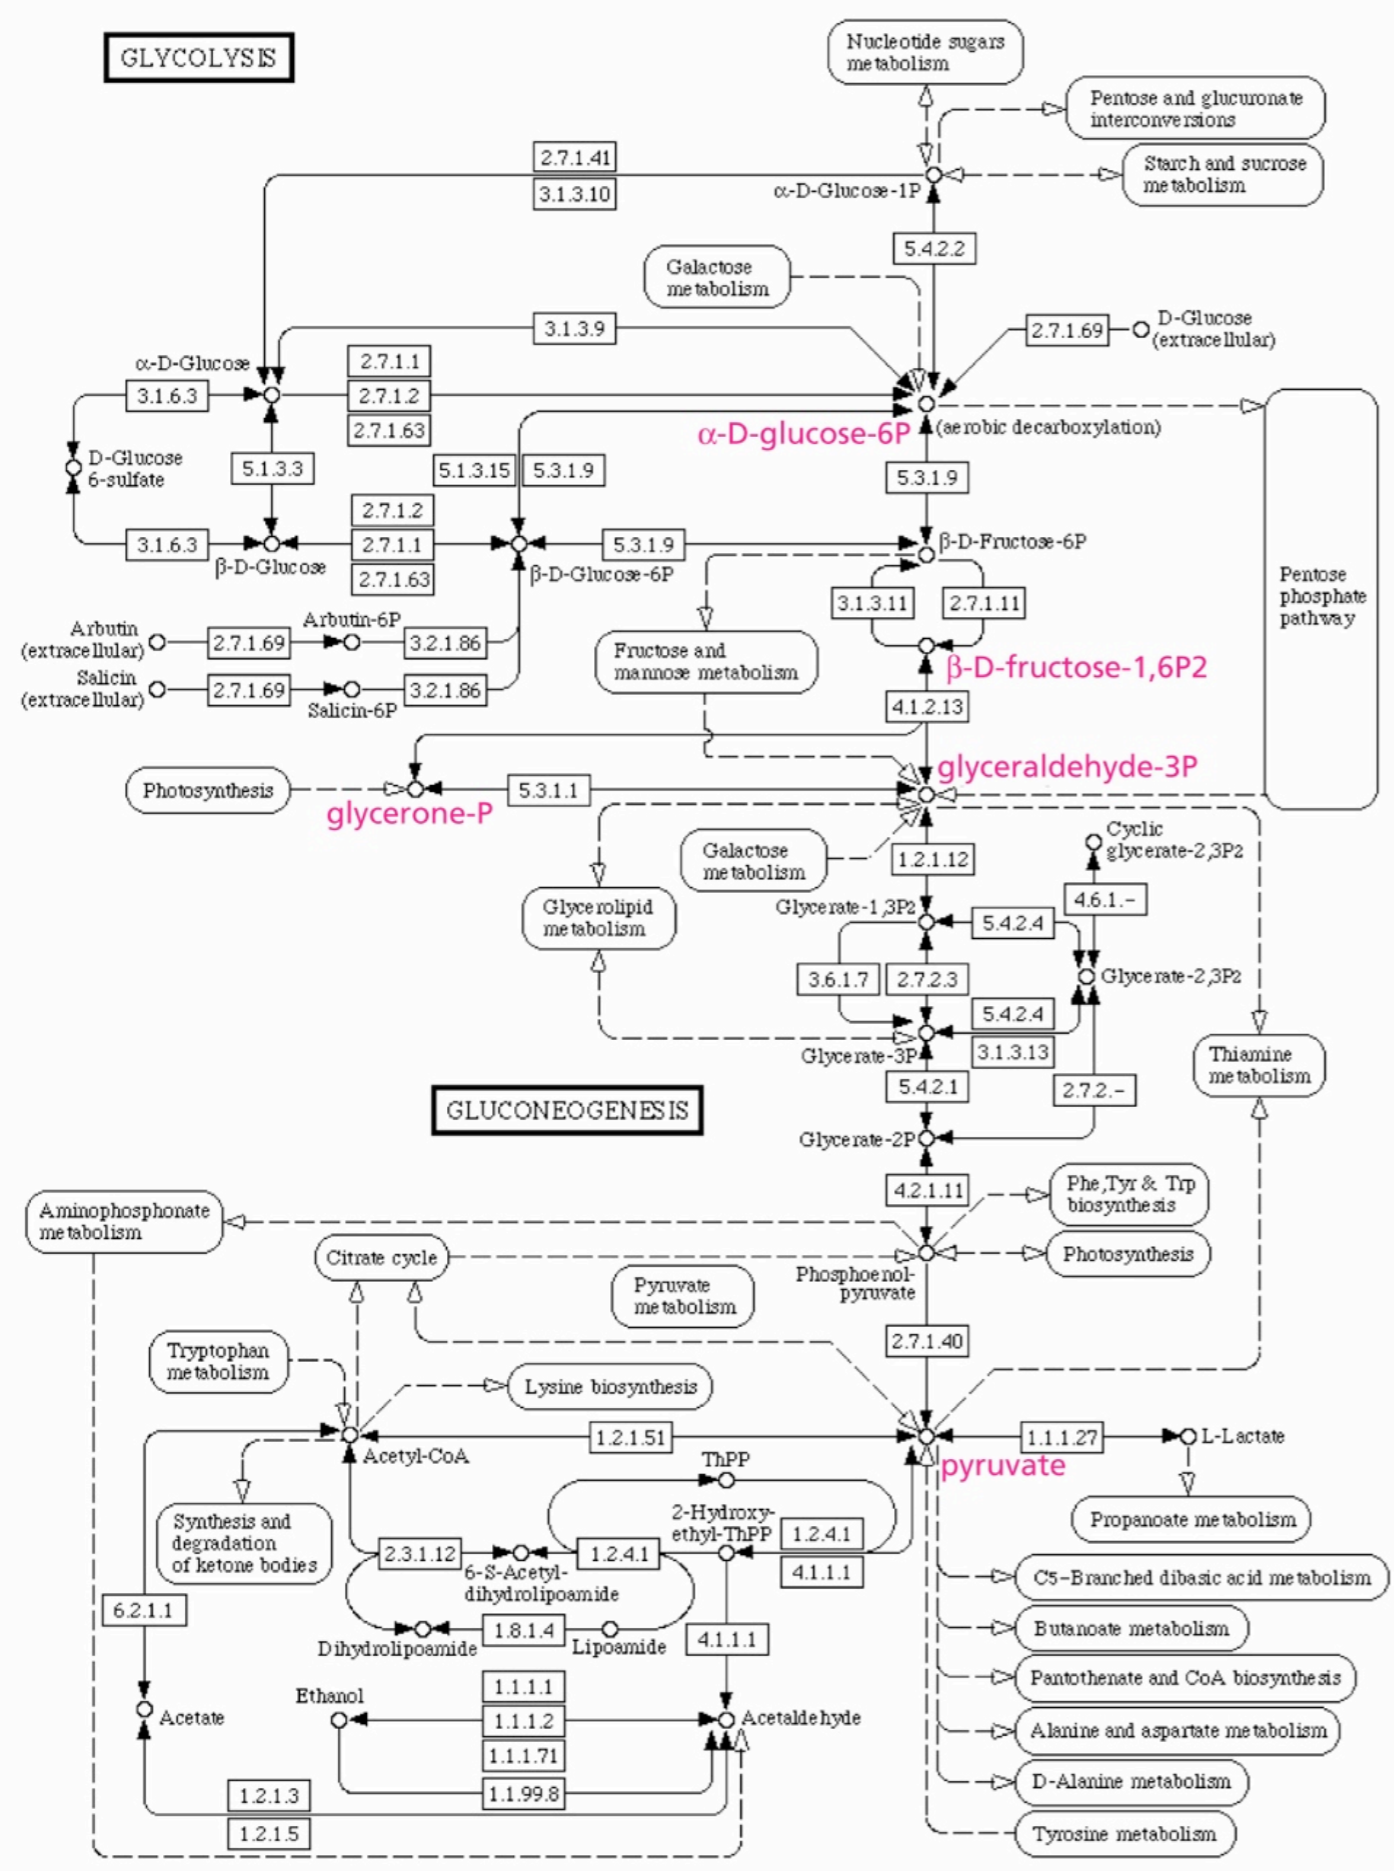 GLYCOLYSIS
Nucleotide sugars
metabolism
Pentose and glucuronate
interconversions
Starch and sucrose
metabolism
2.7.1.41
3.1.3.10
α-D-Glucose-1P
5.4.2.2
Galactose
metabolism
3.1.3.9
2.7.1.69
D-Glucose
(extracellular)
α-D-Glucose
3.1.6.3
2.7.1.1
2.7.1.2
2.7.1.63
α-D-glucose-6P
(aerobic decarboxylation)
D-Glucose
6-sulfate
5.1.3.3
5.1.3.15
5.3.1.9
5.3.1.9
3.1.6.3
β-D-Glucose
2.7.1.2
2.7.1.1
2.7.1.63
β-D-Glucose-6P
5.3.1.9
β-D-Fructose-6P
3.1.3.11
2.7.1.11
Pentose
phosphate
pathway
Arbutin
(extracellular)
2.7.1.69
Arbutin-6P
3.2.1.86
Salicin
(extracellular)
2.7.1.69
Salicin-6P
3.2.1.86
Fructose and
mannose metabolism
β-D-fructose-1,6P2
4.1.2.13
Photosynthesis
glycerone-P
5.3.1.1
glyceraldehyde-3P
Galactose
metabolism
1.2.1.12
Cyclic
glycerate-2,3P2
4.6.1.–
Glycerolipid
metabolism
Glycerate-1,3P2
5.4.2.4
3.6.1.7
2.7.2.3
Glycerate-2,3P2
5.4.2.4
3.1.3.13
Glycerate-3P
Thiamine
metabolism
GLUCONEOGENESIS
5.4.2.1
2.7.2.–
Glycerate-2P
4.2.1.11
Phe,Tyr & Trp
biosynthesis
Aminophosphonate
metabolism
Citrate cycle
Photosynthesis
Phosphoenol-
pyruvate
Pyruvate
metabolism
2.7.1.40
Tryptophan
metabolism
Lysine biosynthesis
Acetyl-CoA
1.2.1.51
pyruvate
1.1.1.27
L-Lactate
Propanoate metabolism
Synthesis and
degradation
of ketone bodies
ThPP
2-Hydroxy-
ethyl-ThPP
1.2.4.1
4.1.1.1
2.3.1.12
6-S-Acetyl-
dihydrolipoamide
1.2.4.1
C5–Branched dibasic acid metabolism
6.2.1.1
Dihydrolipoamide
1.8.1.4
Lipoamide
4.1.1.1
Butanoate metabolism
Pantothenate and CoA biosynthesis
Acetate
Ethanol
1.1.1.1
1.1.1.2
1.1.1.71
1.1.99.8
Acetaldehyde
Alanine and aspartate metabolism
D-Alanine metabolism
1.2.1.3
1.2.1.5
Tyrosine metabolism